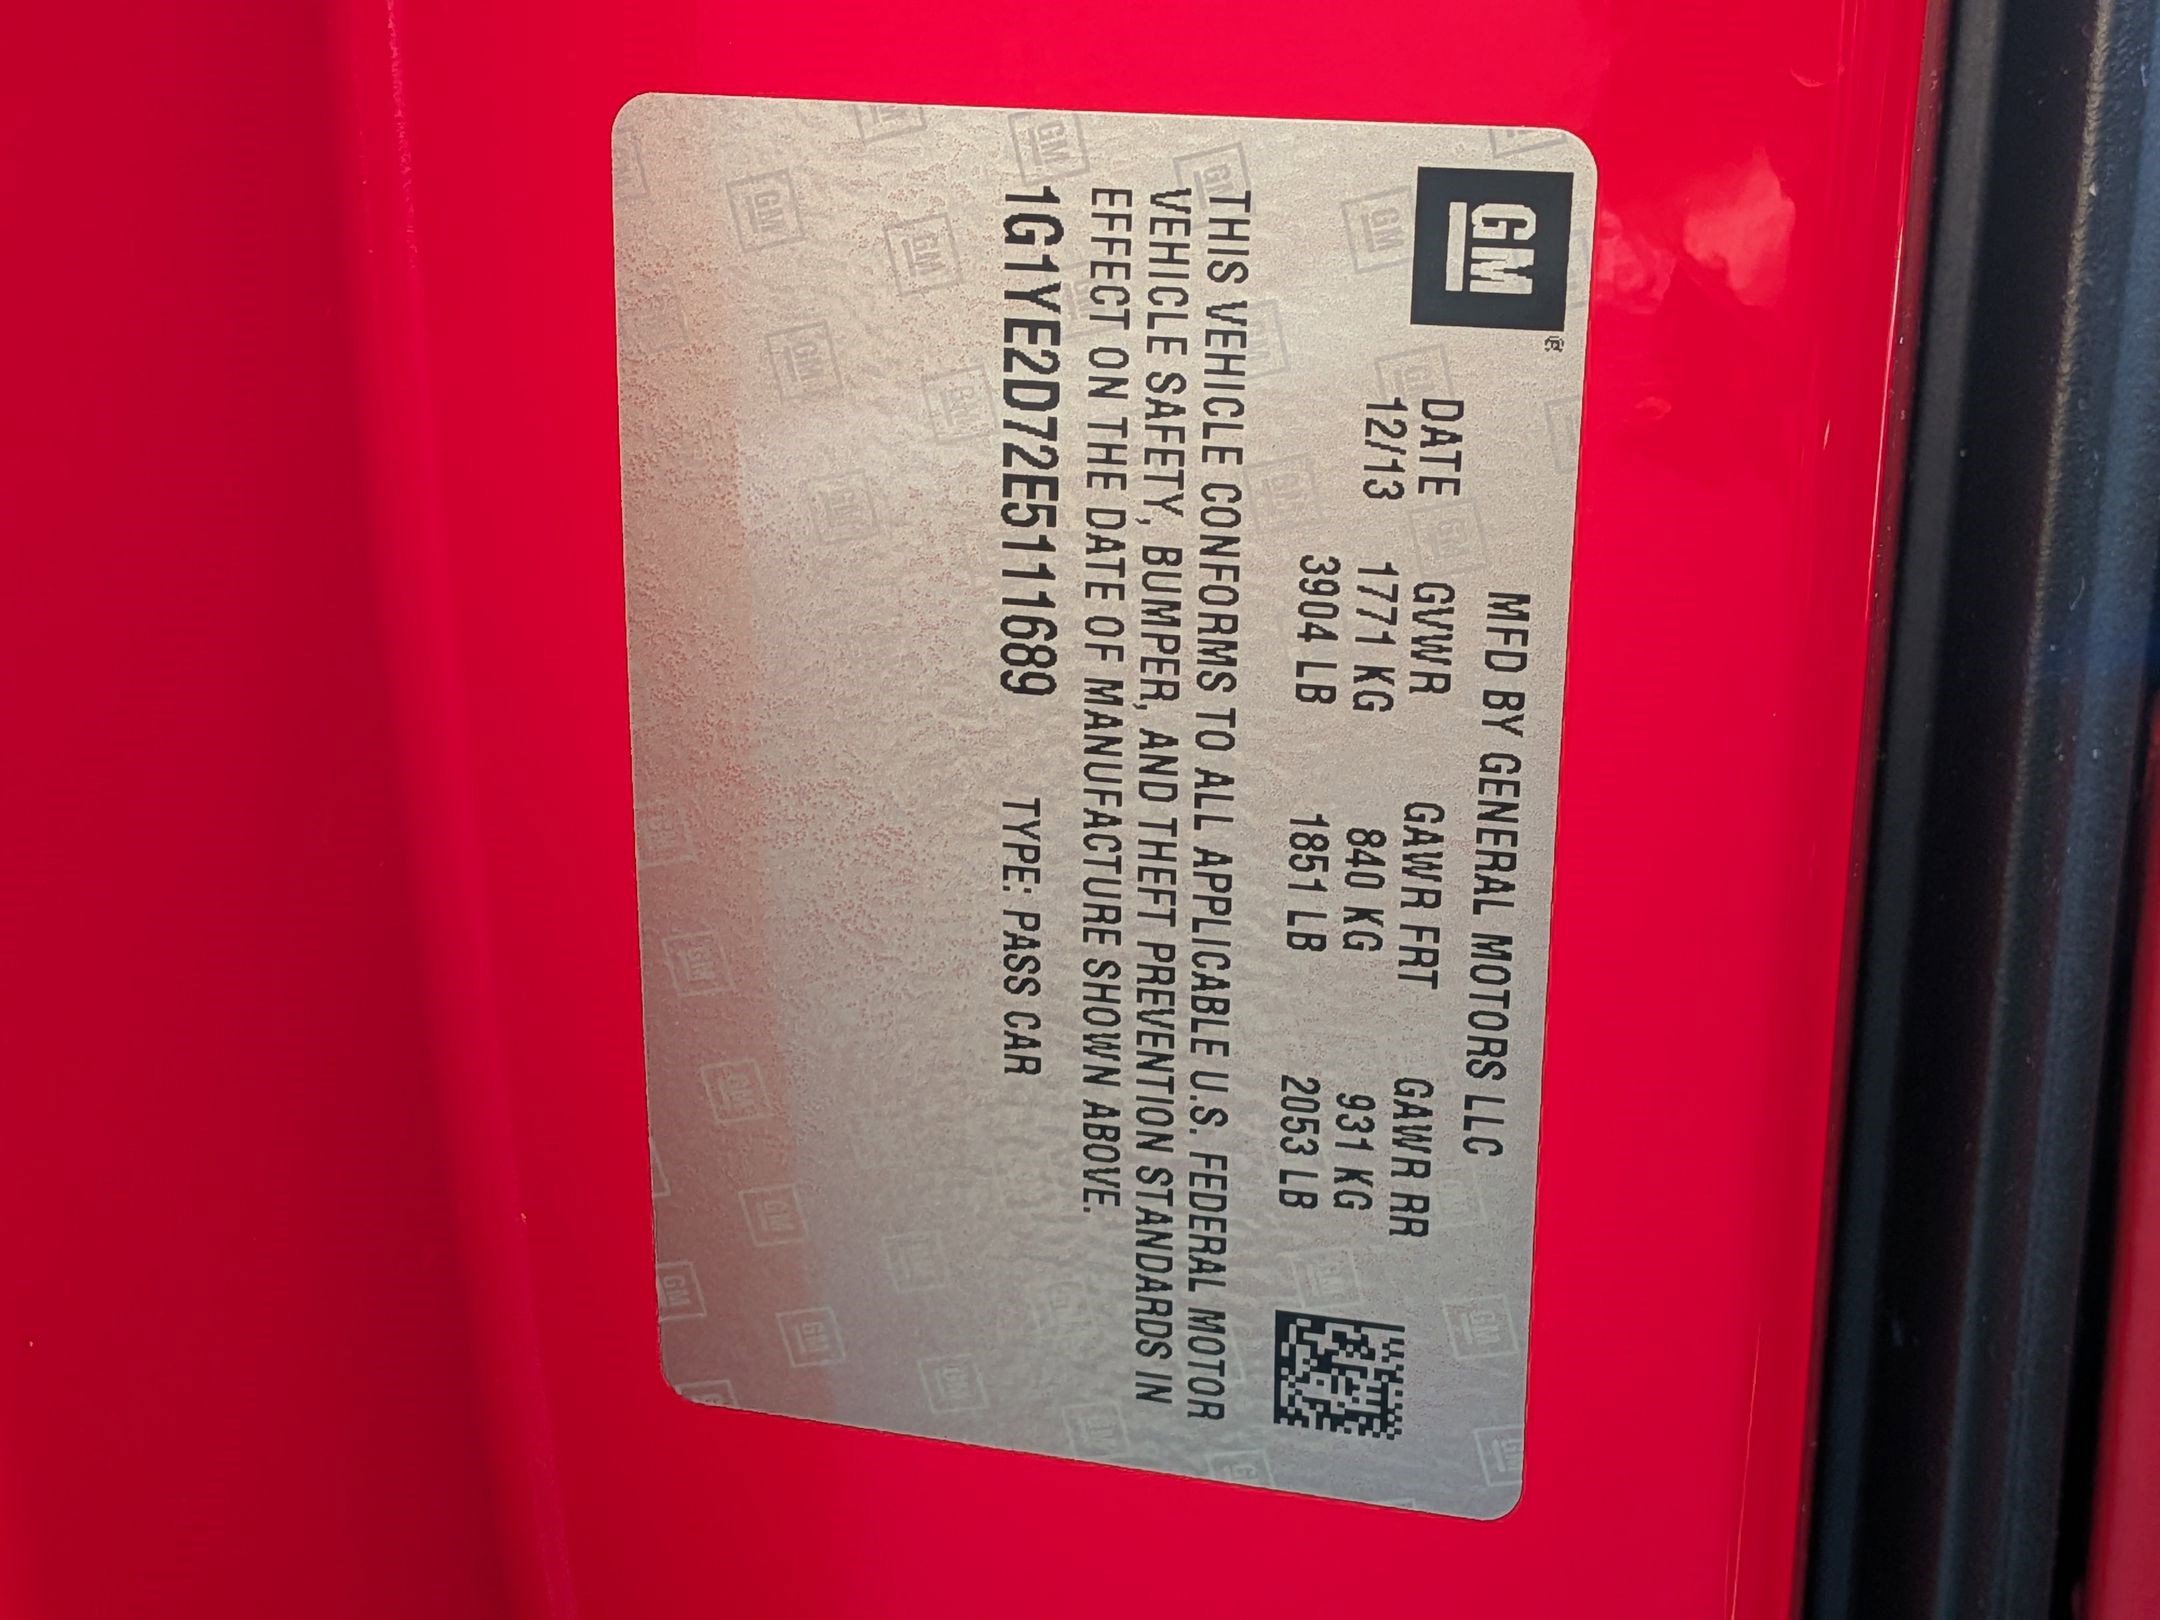 GM®
MFD BY GENERAL MOTORS LLC
DATE GVWR GAWR FRT GAWR RR
12/13 1771 KG 840 KG 931 KG
3904 LB 1851 LB 2053 LB
THIS VEHICLE CONFORMS TO ALL APPLICABLE U.S. FEDERAL MOTOR
VEHICLE SAFETY, BUMPER, AND THEFT PREVENTION STANDARDS IN
EFFECT ON THE DATE OF MANUFACTURE SHOWN ABOVE.
1G1YE2D72E5111689 TYPE: PASS CAR